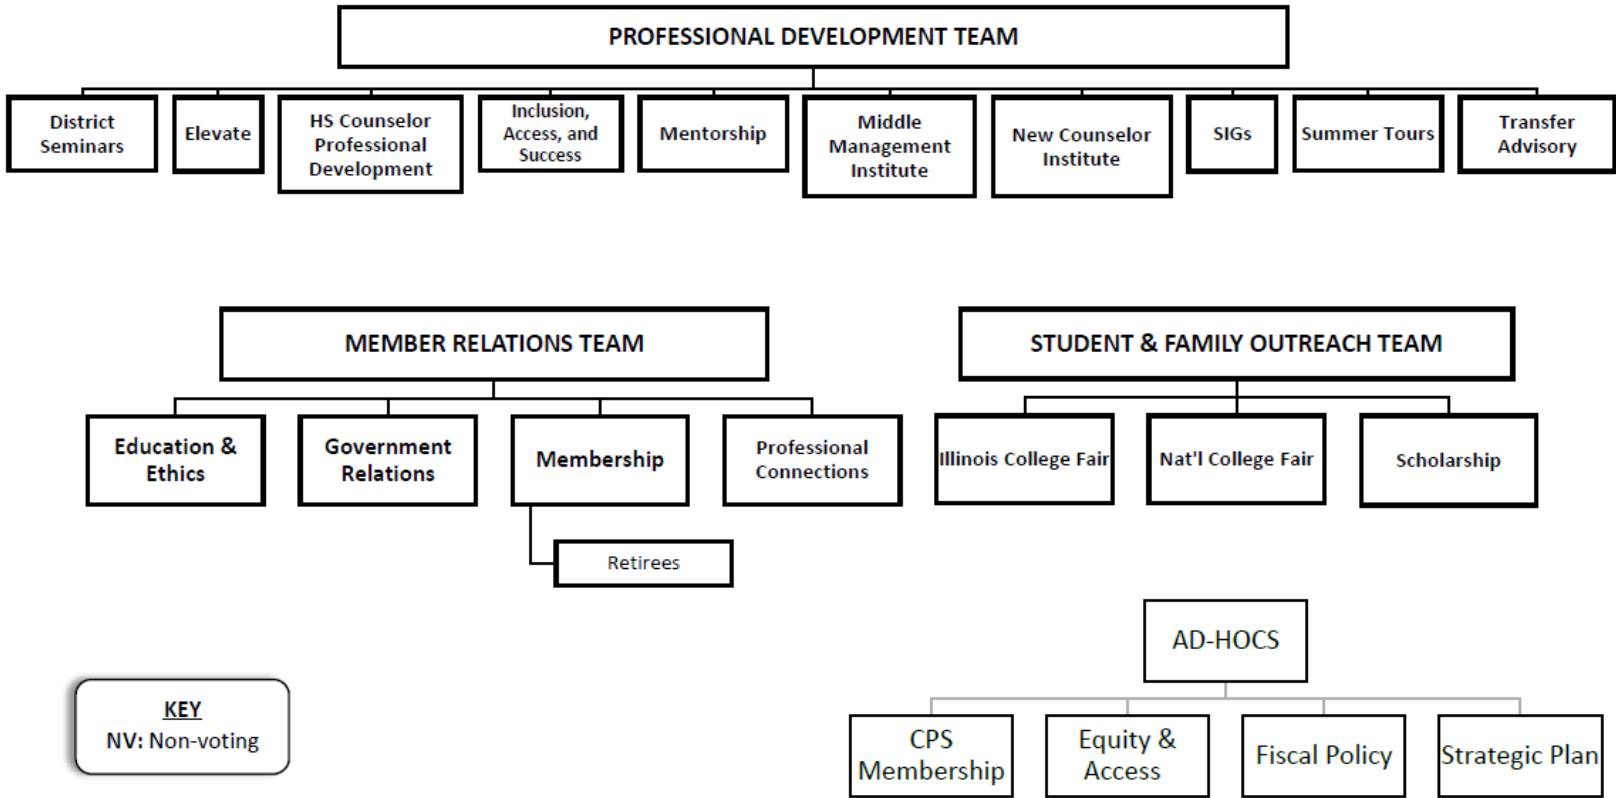 PROFESSIONAL DEVELOPMENT TEAM
District
Seminars
Elevate
HS Counselor
Professional
Development
Inclusion,
Access, and
Success
Mentorship
Middle
Management
Institute
New Counselor
Institute
SIGs
Summer Tours
Transfer
Advisory
MEMBER RELATIONS TEAM
Education &
Ethics
Government
Relations
Membership
Professional
Connections
Retirees
STUDENT & FAMILY OUTREACH TEAM
Illinois College Fair
Nat'l College Fair
Scholarship
AD-HOCS
CPS
Membership
Equity &
Access
Fiscal Policy
Strategic Plan
KEY
NV: Non-voting